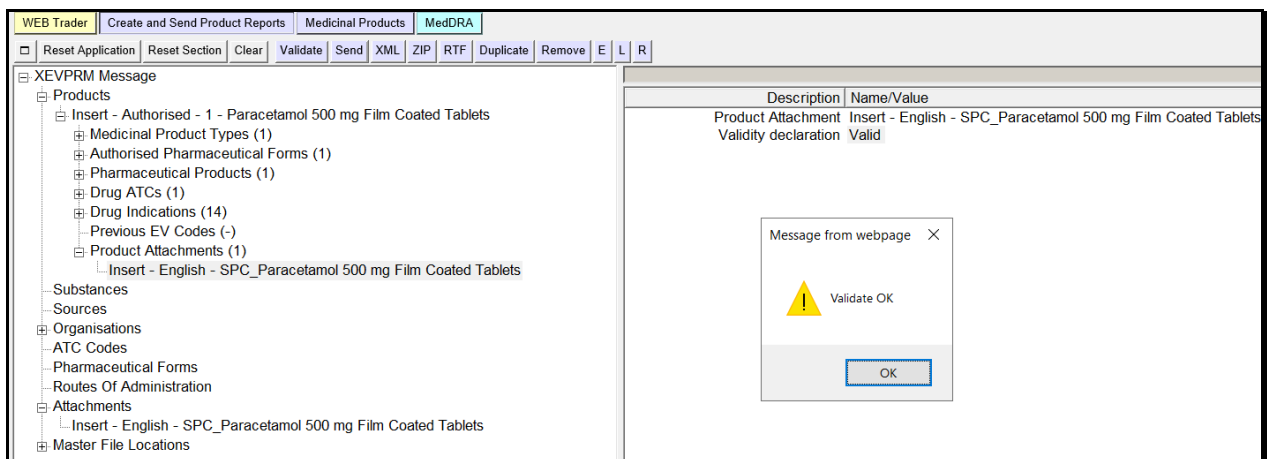 WEB Trader Create and Send Product Reports Medicinal Products MedDRA
Reset Application Reset Section Clear Validate Send XML ZIP RTF Duplicate Remove E L R
XEVPRM Message
Products
Insert - Authorised - 1 - Paracetamol 500 mg Film Coated Tablets
Medicinal Product Types (1)
Authorised Pharmaceutical Forms (1)
Pharmaceutical Products (1)
Drug ATCs (1)
Drug Indications (14)
Previous EV Codes (-)
Product Attachments (1)
Insert - English - SPC_Paracetamol 500 mg Film Coated Tablets
Substances
Sources
Organisations
ATC Codes
Pharmaceutical Forms
Routes Of Administration
Attachments
Insert - English - SPC_Paracetamol 500 mg Film Coated Tablets
Master File Locations
Description Name/Value
Product Attachment Insert - English - SPC_Paracetamol 500 mg Film Coated Tablets
Validity declaration Valid
Message from webpage
Validate OK
OK